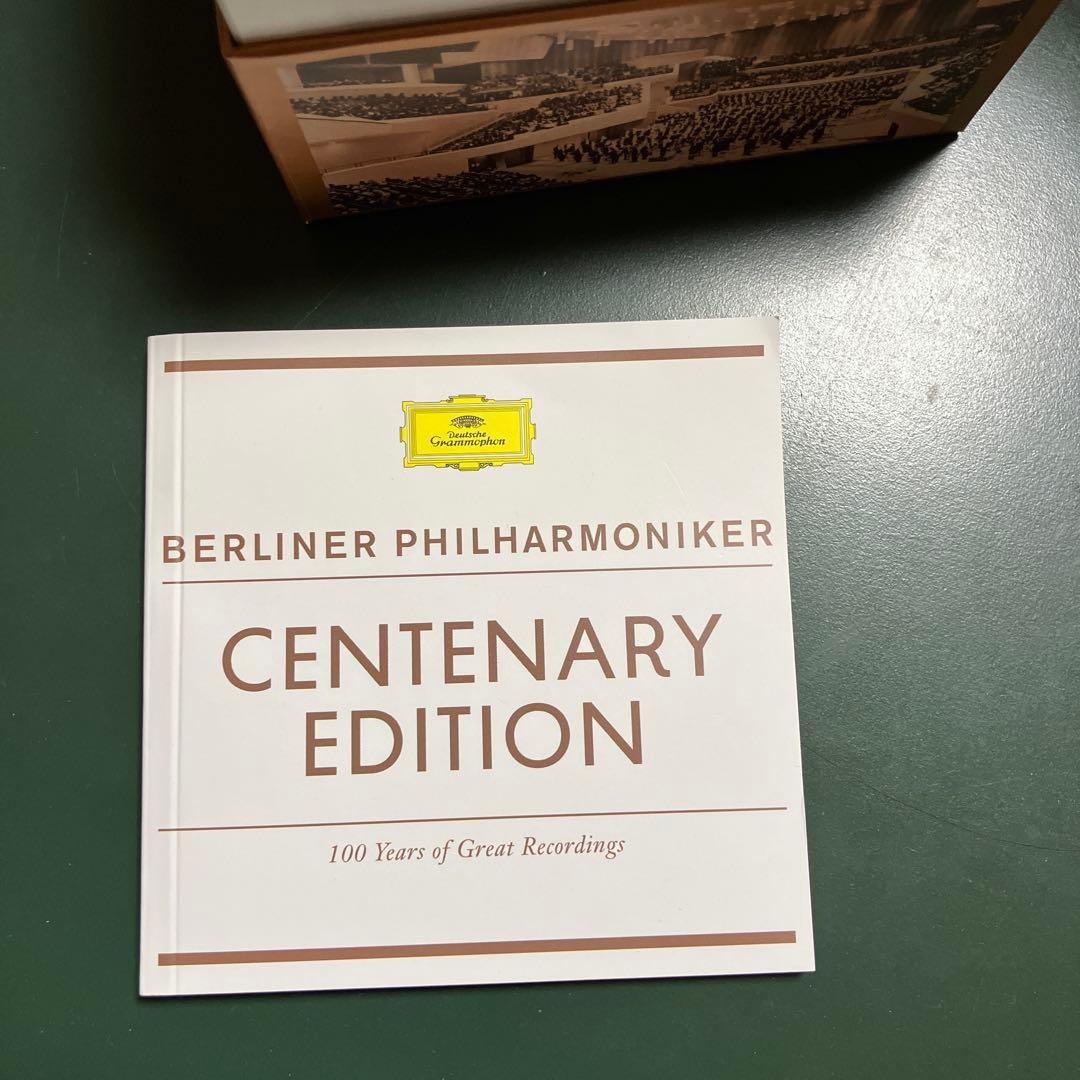 Deutsche
Grammophon
BERLINER PHILHARMONIKER
CENTENARY
EDITION
100 Years of Great Recordings